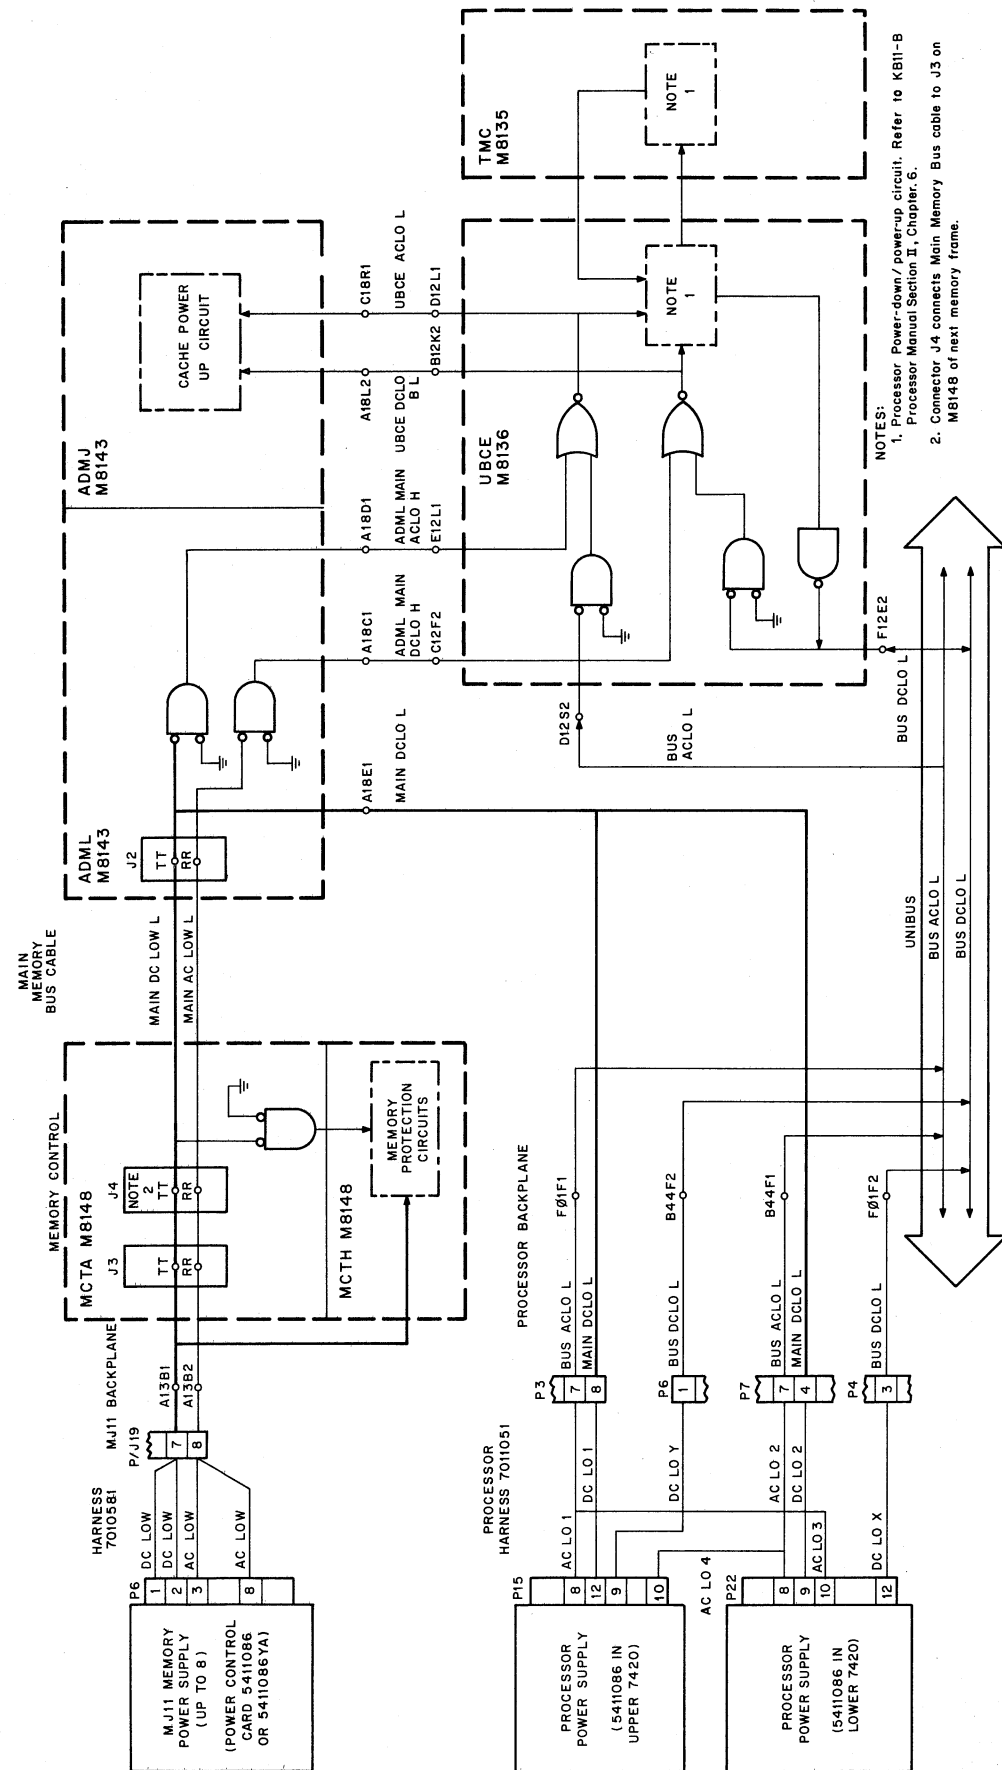 TMC
M8135
NOTE
1
ADMJ
M8143
CACHE POWER
UP CIRCUIT
C18R1
UBCE ACLO L
D12L1
A18L2
UBCE DCLO
B L
B12K2
A18D1
ADML MAIN
ACLO H
E12L1
A18C1
ADML MAIN
DCLO H
C12F2
UBCE
M8136
NOTE
1
D12S2
BUS
ACLO L
F12E2
BUS DCLO L
NOTES:
1. Processor Power-down/power-up circuit. Refer to KB11-B
Processor Manual Section II, Chapter. 6.
2. Connector J4 connects Main Memory Bus cable to J3 on
M8148 of next memory frame.
ADML
M8143
J2
TT
RR
A18E1
MAIN DCLO L
MAIN
MEMORY
BUS CABLE
MAIN DC LOW L
MAIN AC LOW L
MEMORY CONTROL
MCTA M8148
J4
NOTE
2
TT
RR
J3
TT
RR
MCTH M8148
MEMORY
PROTECTION
CIRCUITS
MJ11 BACKPLANE
A13B1
A13B2
P/J19
7
8
HARNESS
7010581
DC LOW
DC LOW
AC LOW
AC LOW
P6
1
2
3
8
MJ11 MEMORY
POWER SUPPLY
(UP TO 8)
(POWER CONTROL
CARD 5411086
OR 5411086YA)
UNIBUS
BUS ACLO L
BUS DCLO L
PROCESSOR BACKPLANE
FØ1F1
B44F2
B44F1
FØ1F2
BUS ACLO L
MAIN DCLO L
BUS DCLO L
BUS ACLO L
MAIN DCLO L
BUS DCLO L
P3
7
8
P6
1
P7
7
4
P4
3
PROCESSOR
HARNESS 7011051
AC LO 1
DC LO 1
DC LO Y
AC LO 2
DC LO 2
AC LO 3
DC LO X
AC LO 4
P15
8
12
9
10
P22
8
9
10
12
PROCESSOR
POWER SUPPLY
(5411086 IN
UPPER 7420)
PROCESSOR
POWER SUPPLY
(5411086 IN
LOWER 7420)